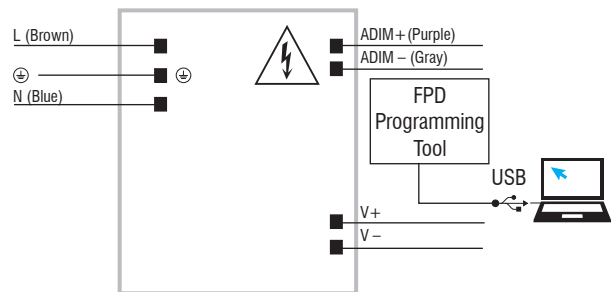 L (Brown)
N (Blue)
ADIM+(Purple)
ADIM – (Gray)
FPD
Programming
Tool
USB
V+
V –